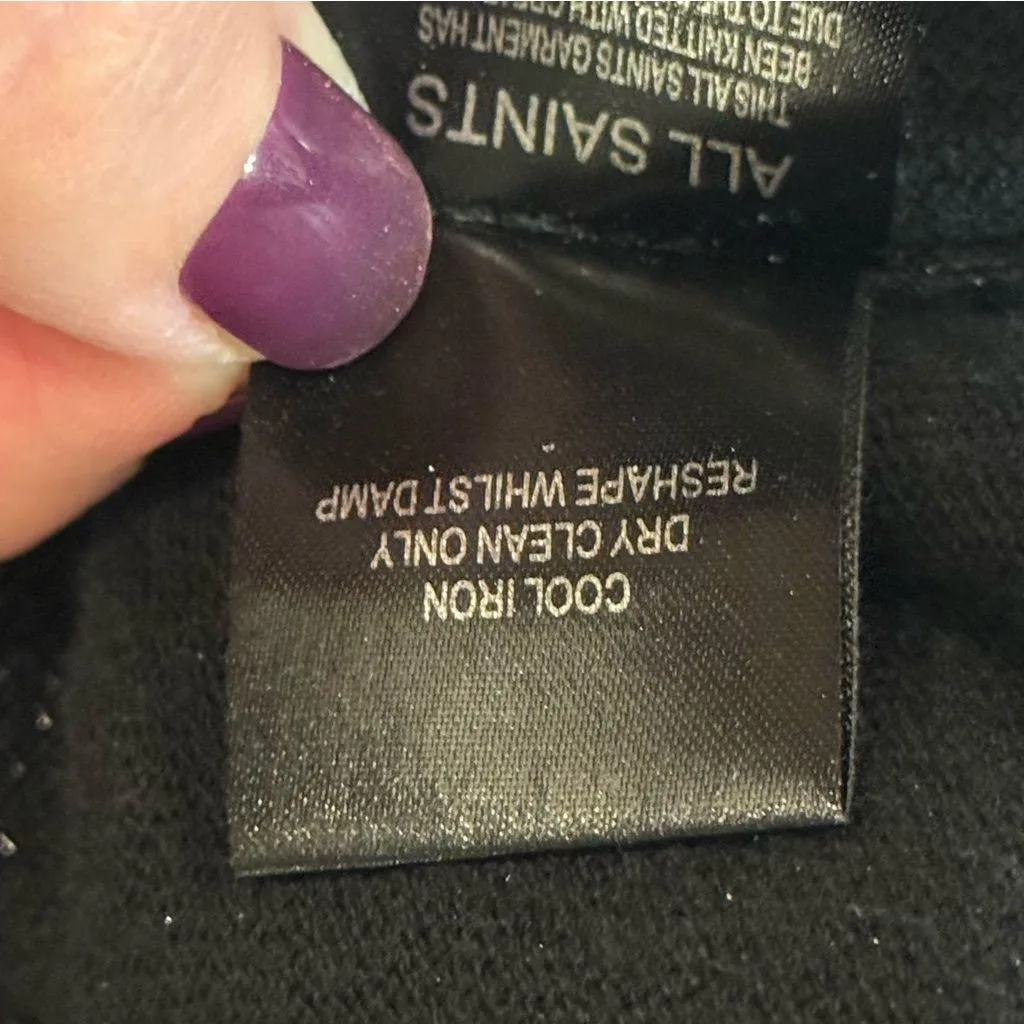 COOL IRON
DRY CLEAN ONLY
RESHAPE WHILST DAMP
ALL SAINTS
THIS ALL SAINTS GARMENT HAS
BEEN KNITTED WITH
DUE TO